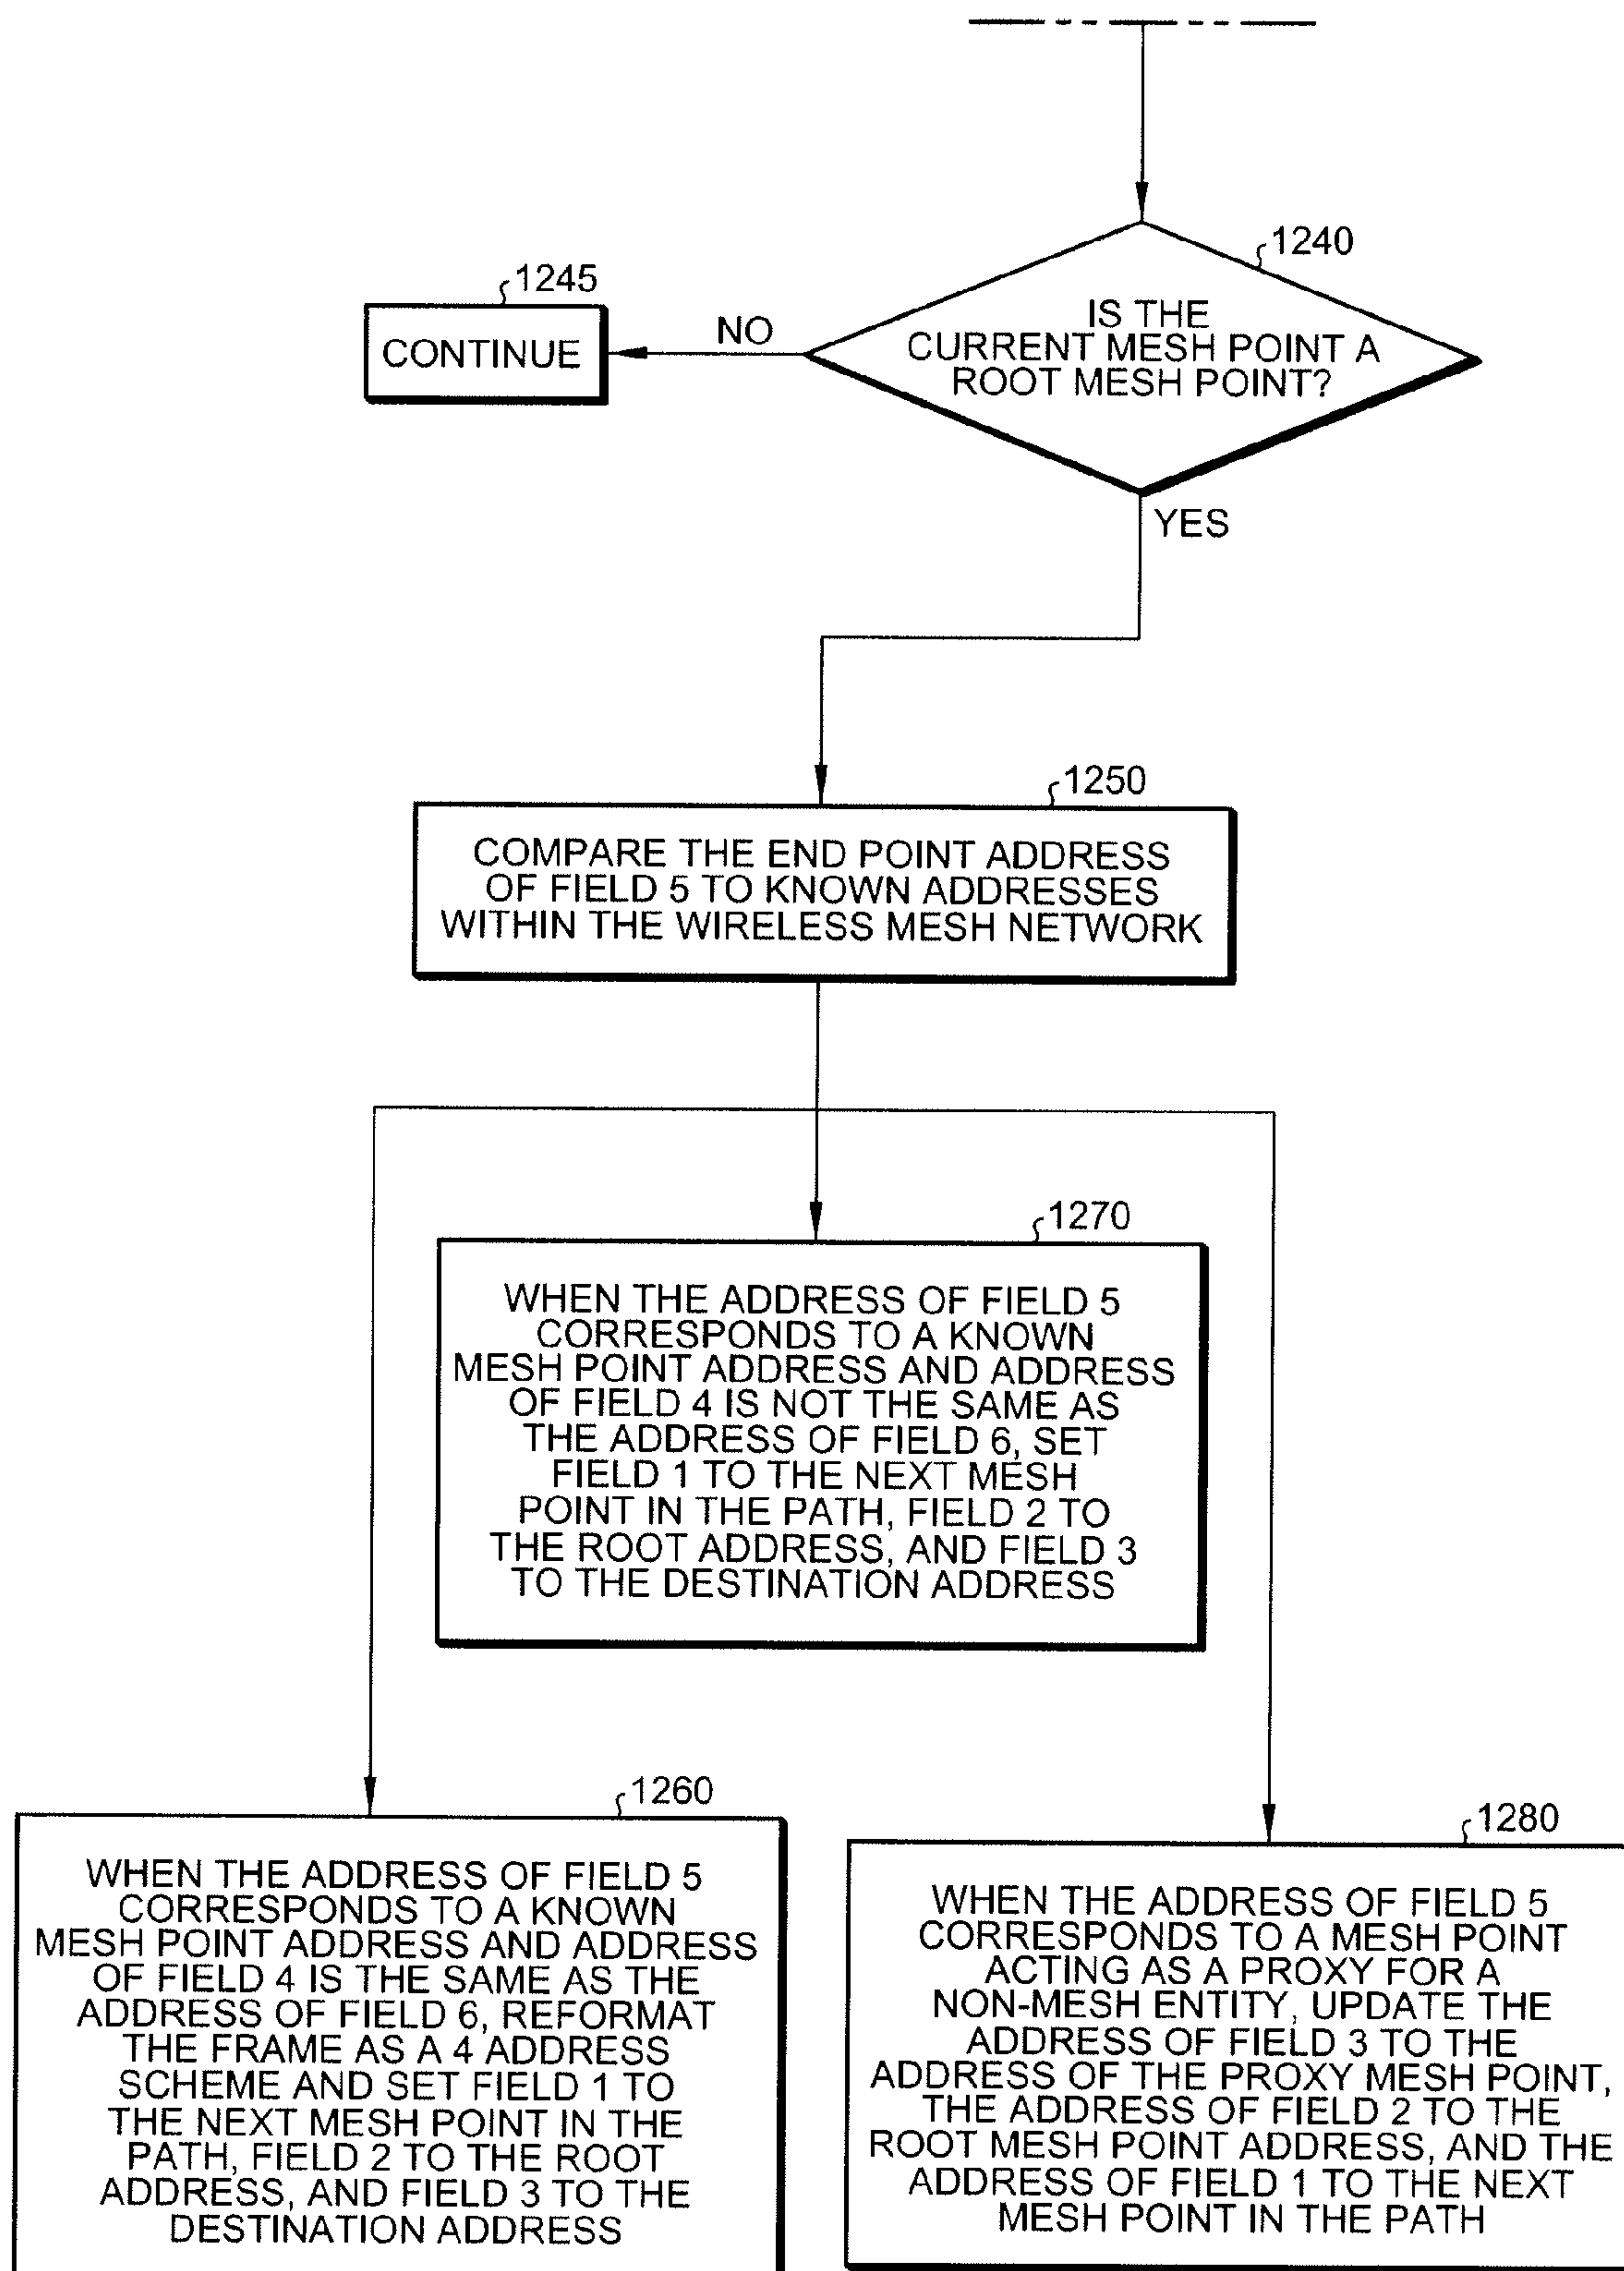 1240
IS THE
CURRENT MESH POINT A
ROOT MESH POINT?
1245
CONTINUE
NO
YES
1250
COMPARE THE END POINT ADDRESS
OF FIELD 5 TO KNOWN ADDRESSES
WITHIN THE WIRELESS MESH NETWORK
1270
WHEN THE ADDRESS OF FIELD 5
CORRESPONDS TO A KNOWN
MESH POINT ADDRESS AND ADDRESS
OF FIELD 4 IS NOT THE SAME AS
THE ADDRESS OF FIELD 6, SET
FIELD 1 TO THE NEXT MESH
POINT IN THE PATH, FIELD 2 TO
THE ROOT ADDRESS, AND FIELD 3
TO THE DESTINATION ADDRESS
1260
WHEN THE ADDRESS OF FIELD 5
CORRESPONDS TO A KNOWN
MESH POINT ADDRESS AND ADDRESS
OF FIELD 4 IS THE SAME AS THE
ADDRESS OF FIELD 6, REFORMAT
THE FRAME AS A 4 ADDRESS
SCHEME AND SET FIELD 1 TO
THE NEXT MESH POINT IN THE
PATH, FIELD 2 TO THE ROOT
ADDRESS, AND FIELD 3 TO THE
DESTINATION ADDRESS
1280
WHEN THE ADDRESS OF FIELD 5
CORRESPONDS TO A MESH POINT
ACTING AS A PROXY FOR A
NON-MESH ENTITY, UPDATE THE
ADDRESS OF FIELD 3 TO THE
ADDRESS OF THE PROXY MESH POINT,
THE ADDRESS OF FIELD 2 TO THE
ROOT MESH POINT ADDRESS, AND THE
ADDRESS OF FIELD 1 TO THE NEXT
MESH POINT IN THE PATH